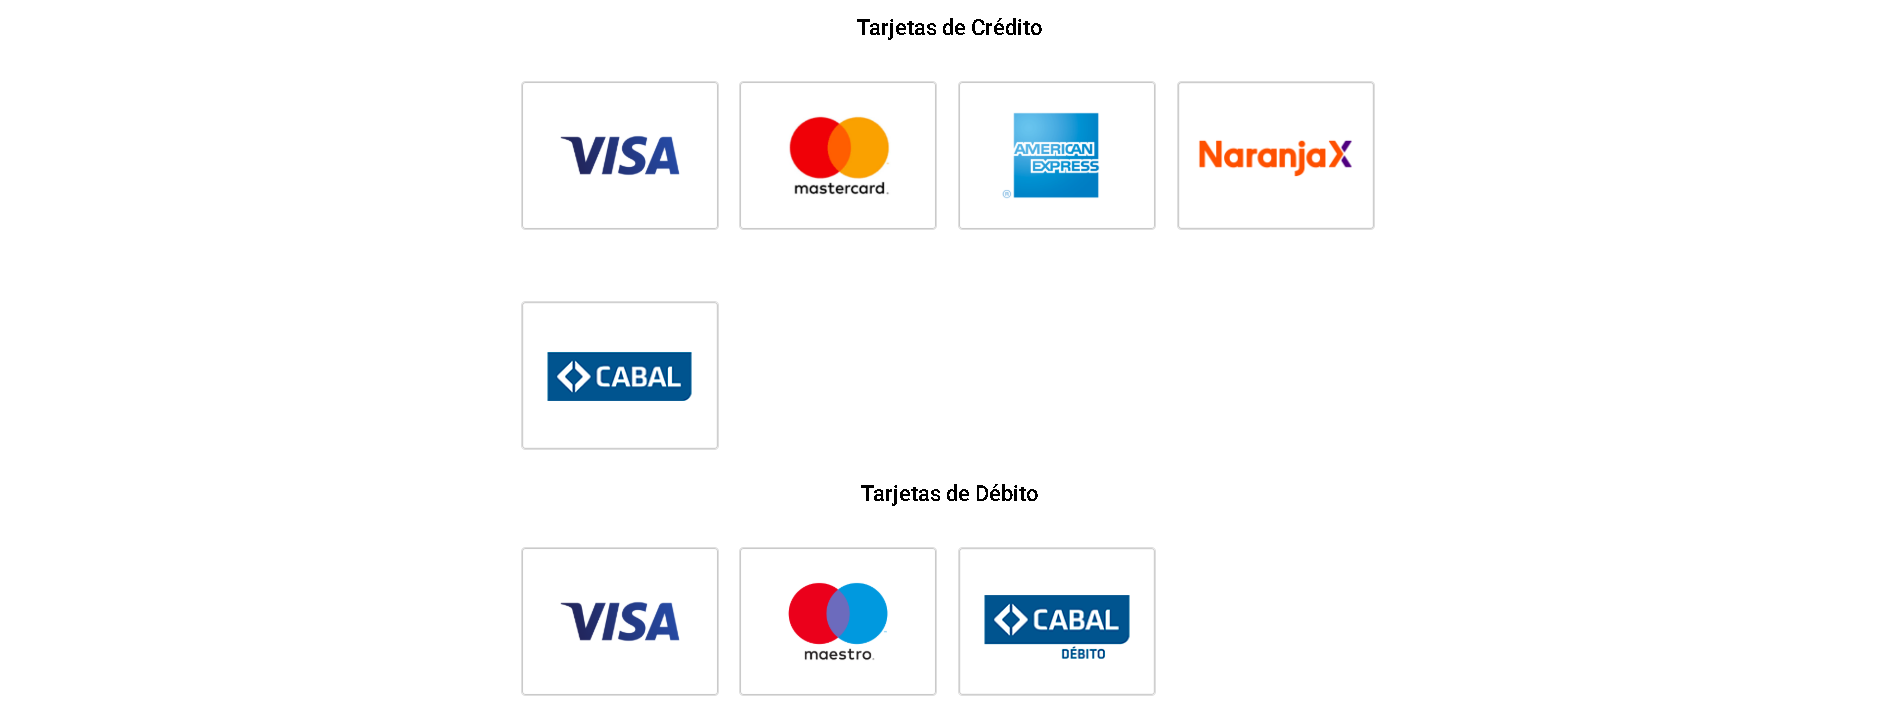 Tarjetas de Crédito
VISA
mastercard.
AMERICAN
EXPRESS
®
NaranjaX
CABAL
Tarjetas de Débito
VISA
maestro.
CABAL
DÉBITO